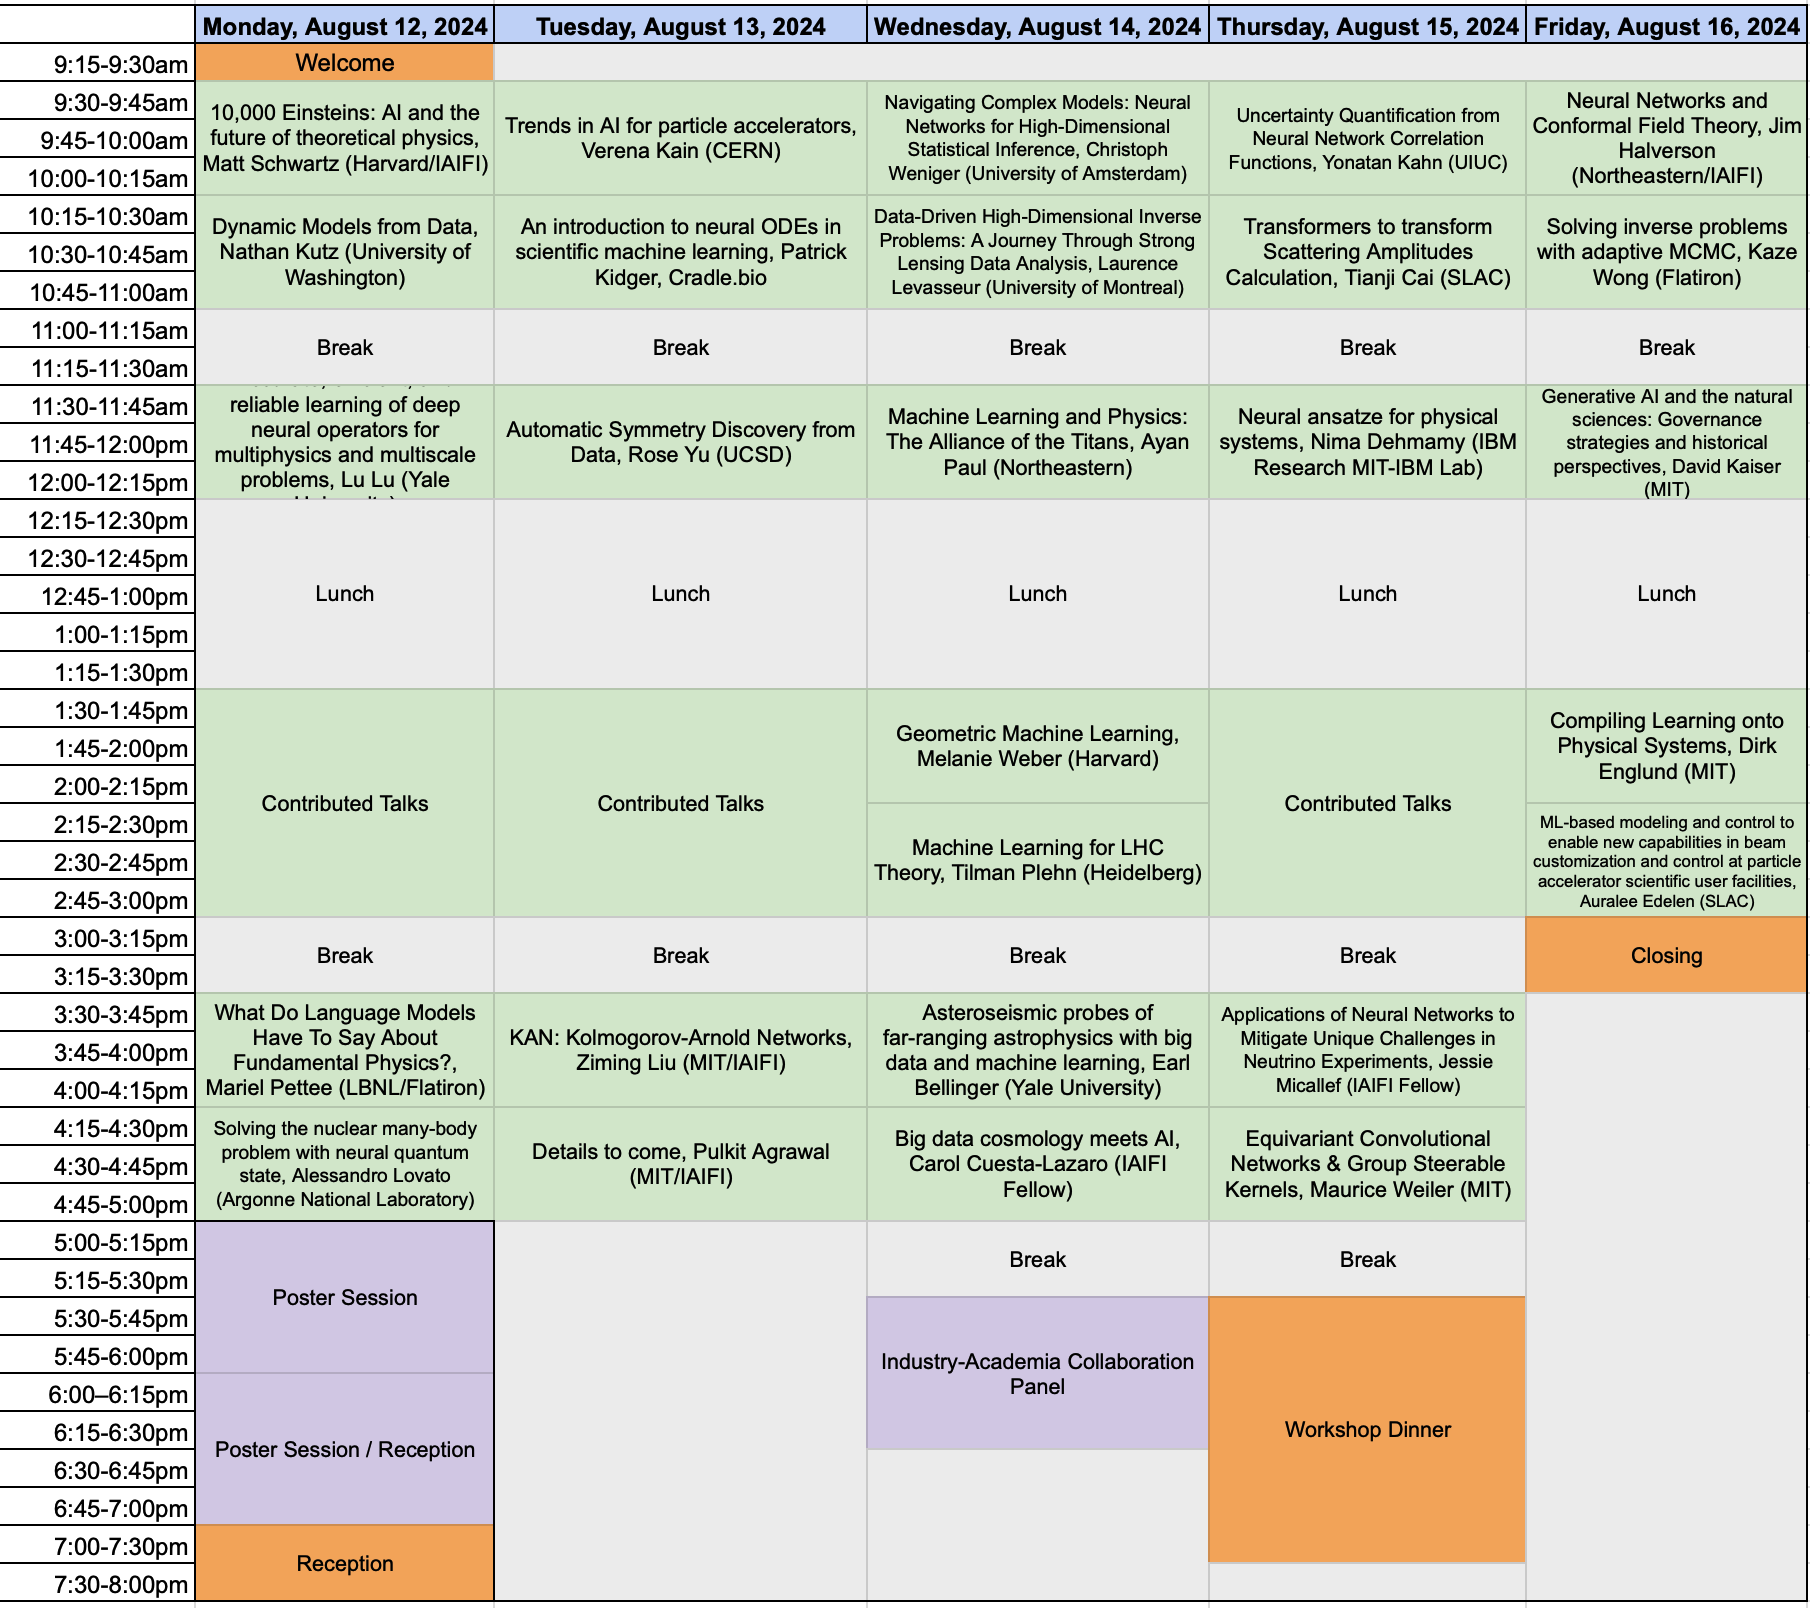 Monday, August 12, 2024
Tuesday, August 13, 2024
Wednesday, August 14, 2024
Thursday, August 15, 2024
Friday, August 16, 2024
9:15-9:30am
Welcome
9:30-9:45am
9:45-10:00am
10:00-10:15am
10,000 Einsteins: AI and the
future of theoretical physics,
Matt Schwartz (Harvard/IAIFI)
Trends in AI for particle accelerators,
Verena Kain (CERN)
Navigating Complex Models: Neural
Networks for High-Dimensional
Statistical Inference, Christoph
Weniger (University of Amsterdam)
Uncertainty Quantification from
Neural Network Correlation
Functions, Yonatan Kahn (UIUC)
Neural Networks and
Conformal Field Theory, Jim
Halverson
(Northeastern/IAIFI)
10:15-10:30am
10:30-10:45am
10:45-11:00am
Dynamic Models from Data,
Nathan Kutz (University of
Washington)
An introduction to neural ODEs in
scientific machine learning, Patrick
Kidger, Cradle.bio
Data-Driven High-Dimensional Inverse
Problems: A Journey Through Strong
Lensing Data Analysis, Laurence
Levasseur (University of Montreal)
Transformers to transform
Scattering Amplitudes
Calculation, Tianji Cai (SLAC)
Solving inverse problems
with adaptive MCMC, Kaze
Wong (Flatiron)
11:00-11:15am
11:15-11:30am
Break
Break
Break
Break
Break
11:30-11:45am
11:45-12:00pm
12:00-12:15pm
reliable learning of deep
neural operators for
multiphysics and multiscale
problems, Lu Lu (Yale
Automatic Symmetry Discovery from
Data, Rose Yu (UCSD)
Machine Learning and Physics:
The Alliance of the Titans, Ayan
Paul (Northeastern)
Neural ansatze for physical
systems, Nima Dehmamy (IBM
Research MIT-IBM Lab)
Generative AI and the natural
sciences: Governance
strategies and historical
perspectives, David Kaiser
(MIT)
12:15-12:30pm
12:30-12:45pm
12:45-1:00pm
1:00-1:15pm
1:15-1:30pm
Lunch
Lunch
Lunch
Lunch
Lunch
1:30-1:45pm
1:45-2:00pm
2:00-2:15pm
2:15-2:30pm
2:30-2:45pm
2:45-3:00pm
Contributed Talks
Contributed Talks
Geometric Machine Learning,
Melanie Weber (Harvard)
Machine Learning for LHC
Theory, Tilman Plehn (Heidelberg)
Contributed Talks
Compiling Learning onto
Physical Systems, Dirk
Englund (MIT)
ML-based modeling and control to
enable new capabilities in beam
customization and control at particle
accelerator scientific user facilities,
Auralee Edelen (SLAC)
3:00-3:15pm
3:15-3:30pm
Break
Break
Break
Break
Closing
3:30-3:45pm
3:45-4:00pm
4:00-4:15pm
What Do Language Models
Have To Say About
Fundamental Physics?,
Mariel Pettee (LBNL/Flatiron)
KAN: Kolmogorov-Arnold Networks,
Ziming Liu (MIT/IAIFI)
Asteroseismic probes of
far-ranging astrophysics with big
data and machine learning, Earl
Bellinger (Yale University)
Applications of Neural Networks to
Mitigate Unique Challenges in
Neutrino Experiments, Jessie
Micallef (IAIFI Fellow)
4:15-4:30pm
4:30-4:45pm
4:45-5:00pm
Solving the nuclear many-body
problem with neural quantum
state, Alessandro Lovato
(Argonne National Laboratory)
Details to come, Pulkit Agrawal
(MIT/IAIFI)
Big data cosmology meets AI,
Carol Cuesta-Lazaro (IAIFI
Fellow)
Equivariant Convolutional
Networks & Group Steerable
Kernels, Maurice Weiler (MIT)
5:00-5:15pm
5:15-5:30pm
5:30-5:45pm
5:45-6:00pm
Poster Session
Break
Break
Industry-Academia Collaboration
Panel
6:00–6:15pm
6:15-6:30pm
6:30-6:45pm
6:45-7:00pm
Poster Session / Reception
Workshop Dinner
7:00-7:30pm
7:30-8:00pm
Reception